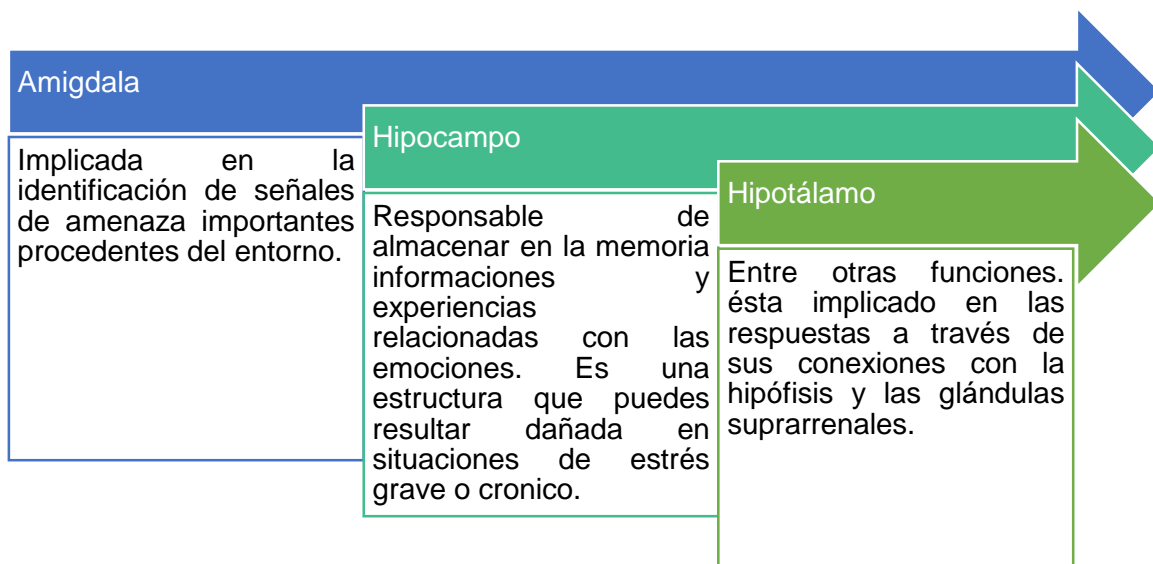 Amigdala
Implicada en la
identificación de señales
de amenaza importantes
procedentes del entorno.
Hipocampo
Responsable de
almacenar en la memoria
informaciones y
experiencias
relacionadas con las
emociones. Es una
estructura que puedes
resultar dañada en
situaciones de estrés
grave o cronico.
Hipotálamo
Entre otras funciones.
ésta implicado en las
respuestas a través de
sus conexiones con la
hipófisis y las glándulas
suprarrenales.